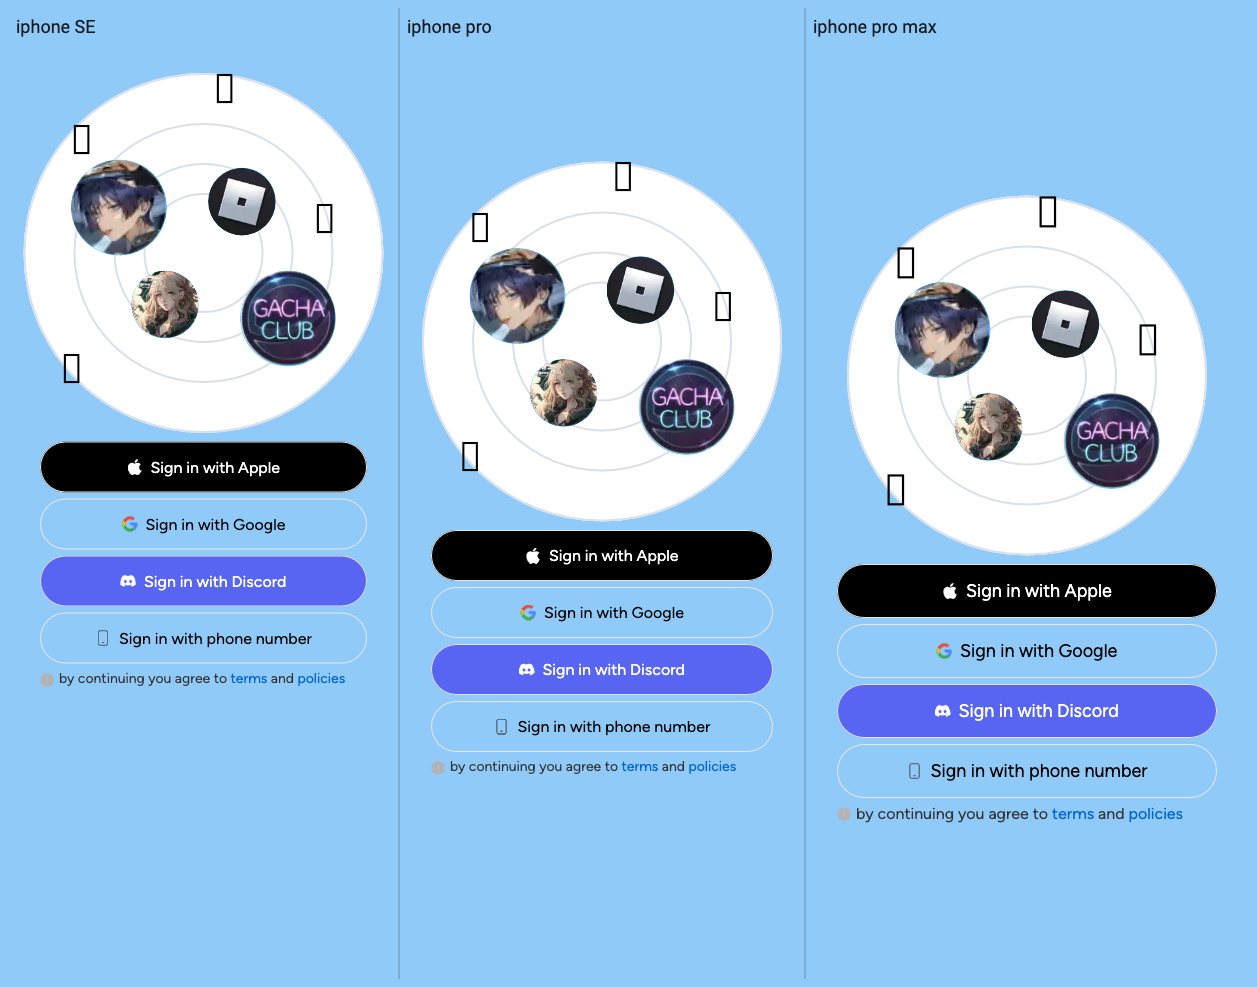 iphone SE
GACHA
CLUB
Sign in with Apple
Sign in with Google
Sign in with Discord
Sign in with phone number
by continuing you agree to terms and policies
iphone pro
GACHA
CLUB
Sign in with Apple
Sign in with Google
Sign in with Discord
Sign in with phone number
by continuing you agree to terms and policies
iphone pro max
GACHA
CLUB
Sign in with Apple
Sign in with Google
Sign in with Discord
Sign in with phone number
by continuing you agree to terms and policies